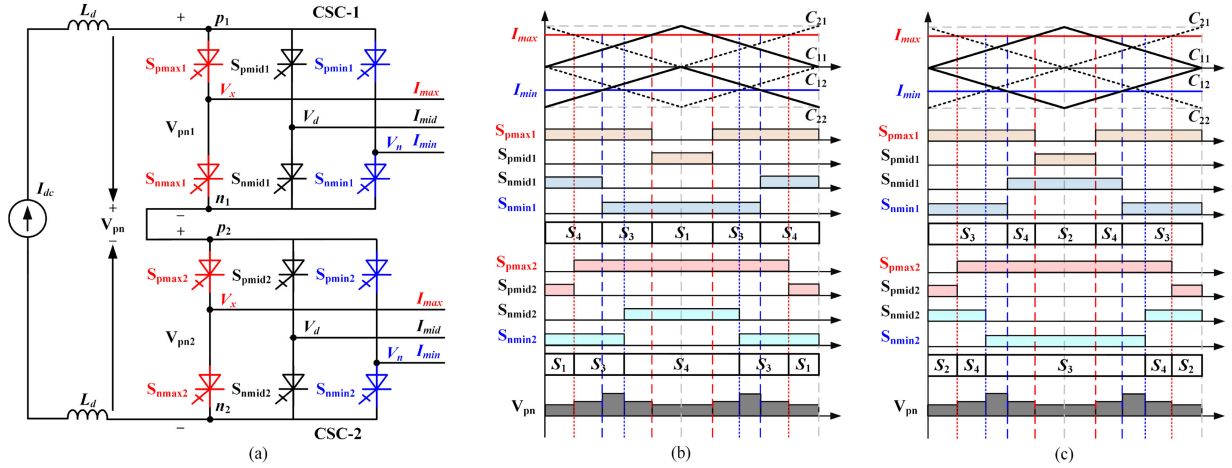 L_d
+
p_1
CSC-1
S_pmax1
S_pmid1
S_pmin1
V_x
I_max
V_pn1
V_d
I_mid
V_n
I_min
S_nmax1
S_nmid1
S_nmin1
I_dc
n_1
+
V_pn
−
−
+
p_2
S_pmax2
S_pmid2
S_pmin2
V_x
I_max
V_pn2
V_d
I_mid
V_n
I_min
S_nmax2
S_nmid2
S_nmin2
L_d
n_2
−
CSC-2
(a)
C_21
I_max
C_11
C_12
I_min
C_22
S_pmax1
S_pmid1
S_nmid1
S_nmin1
S_4 S_3 S_1 S_3 S_4
S_pmax2
S_pmid2
S_nmid2
S_nmin2
S_1 S_3 S_4 S_3 S_1
V_pn
(b)
C_21
I_max
C_11
C_12
I_min
C_22
S_pmax1
S_pmid1
S_nmid1
S_nmin1
S_3 S_4 S_2 S_4 S_3
S_pmax2
S_pmid2
S_nmid2
S_nmin2
S_2 S_4 S_3 S_4 S_2
V_pn
(c)